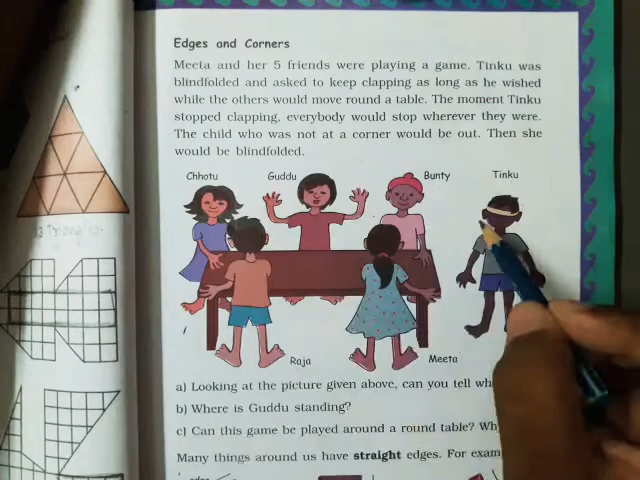 Edges and Corners
Meeta and her 5 friends were playing a game. Tinku was
blindfolded and asked to keep clapping as long as he wished
while the others would move round a table. The moment Tinku
stopped clapping, everybody would stop wherever they were.
The child who was not at a corner would be out. Then she
would be blindfolded.
Chhotu Guddu Bunty Tinku
Raja Meeta
a) Looking at the picture given above, can you tell
b) Where is Guddu standing?
c) Can this game be played around a round table?
Many things around us have straight edges. For